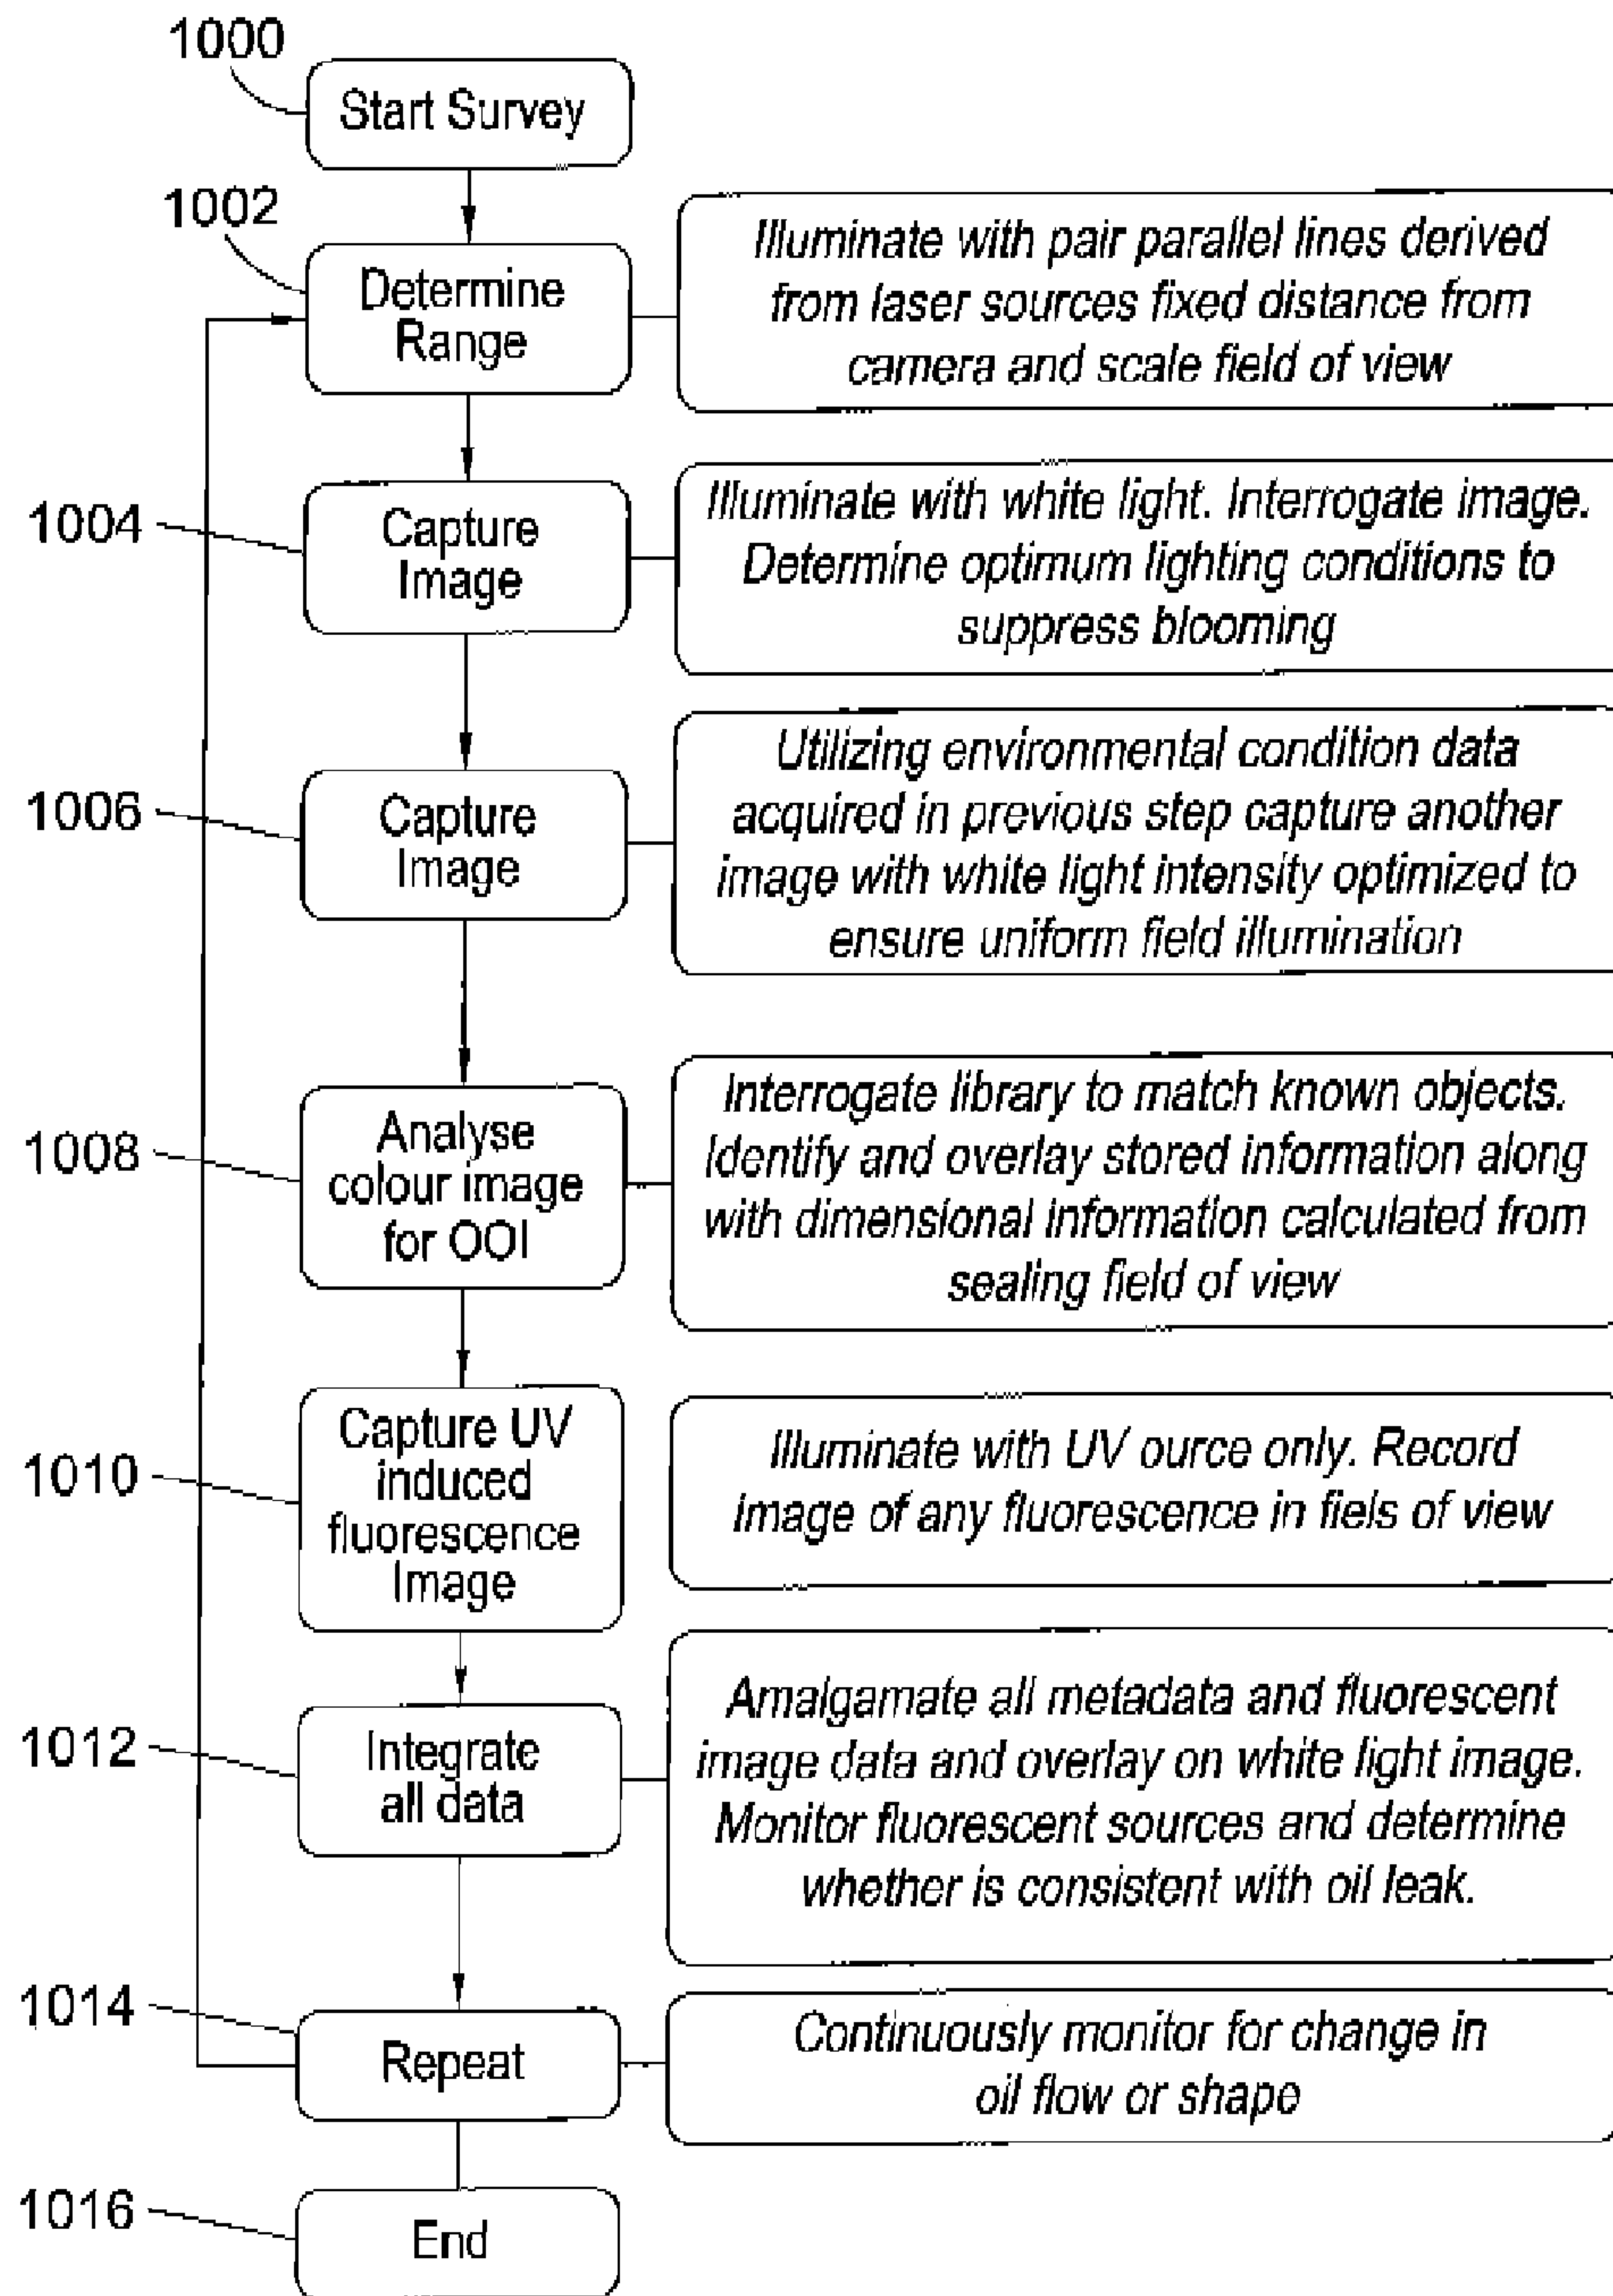 1000
Start Survey
1002
Determine
Range
Illuminate with pair parallel lines derived
from laser sources fixed distance from
camera and scale field of view
1004
Capture
Image
Illuminate with white light. Interrogate image.
Determine optimum lighting conditions to
suppress blooming
1006
Capture
Image
Utilizing environmental condition data
acquired in previous step capture another
image with white light intensity optimized to
ensure uniform field illumination
1008
Analyse
colour image
for OOI
Interrogate library to match known objects.
Identify and overlay stored information along
with dimensional information calculated from
sealing field of view
1010
Capture UV
induced
fluorescence
Image
Illuminate with UV ource only. Record
image of any fluorescence in fiels of view
1012
Integrate
all data
Amalgamate all metadata and fluorescent
image data and overlay on white light image.
Monitor fluorescent sources and determine
whether is consistent with oil leak.
1014
Repeat
Continuously monitor for change in
oil flow or shape
1016
End